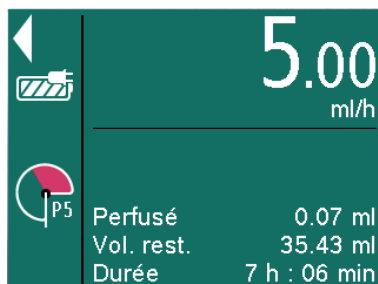 5.00
ml/h
P5
Perfusé 0.07 ml
Vol. rest. 35.43 ml
Durée 7 h : 06 min